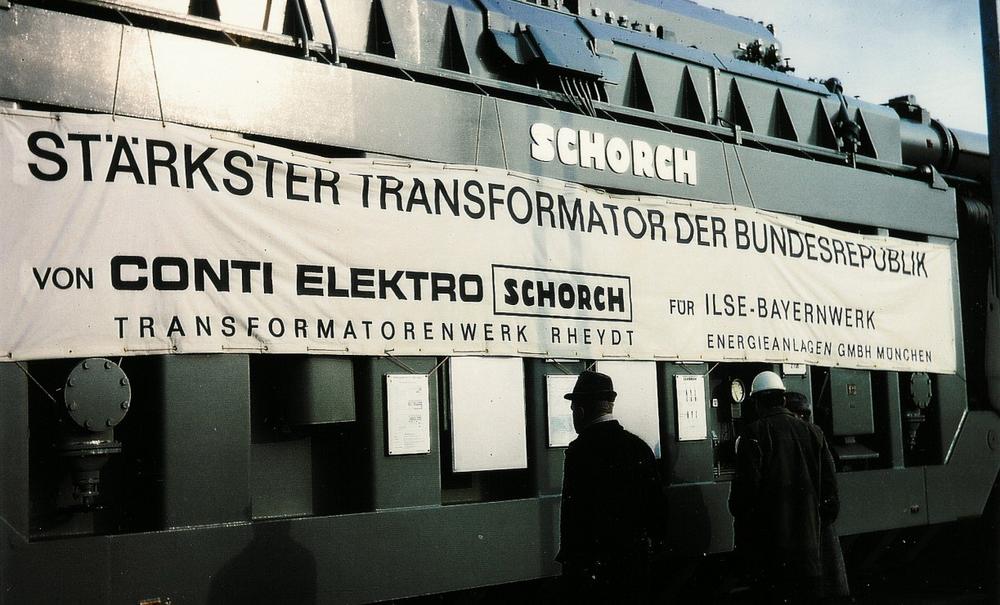 SCHORCH
STÄRKSTER TRANSFORMATOR DER BUNDESREPUBLIK
VON CONTI ELEKTRO SCHORCH FÜR ILSE-BAYERNWERK
TRANSFORMATORENWERK RHEYDT ENERGIEANLAGEN GMBH MÜNCHEN